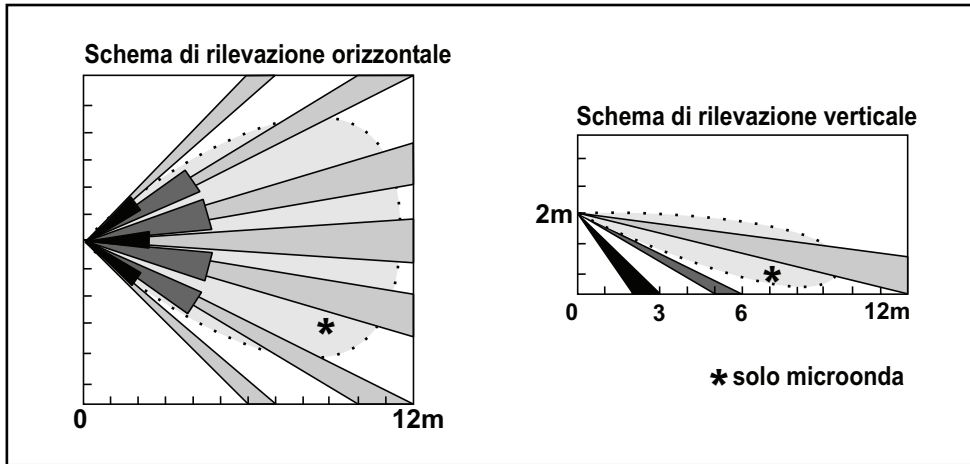 Schema di rilevazione orizzontale
0
12m
Schema di rilevazione verticale
2m
0
3
6
12m
*
*
* solo microonda